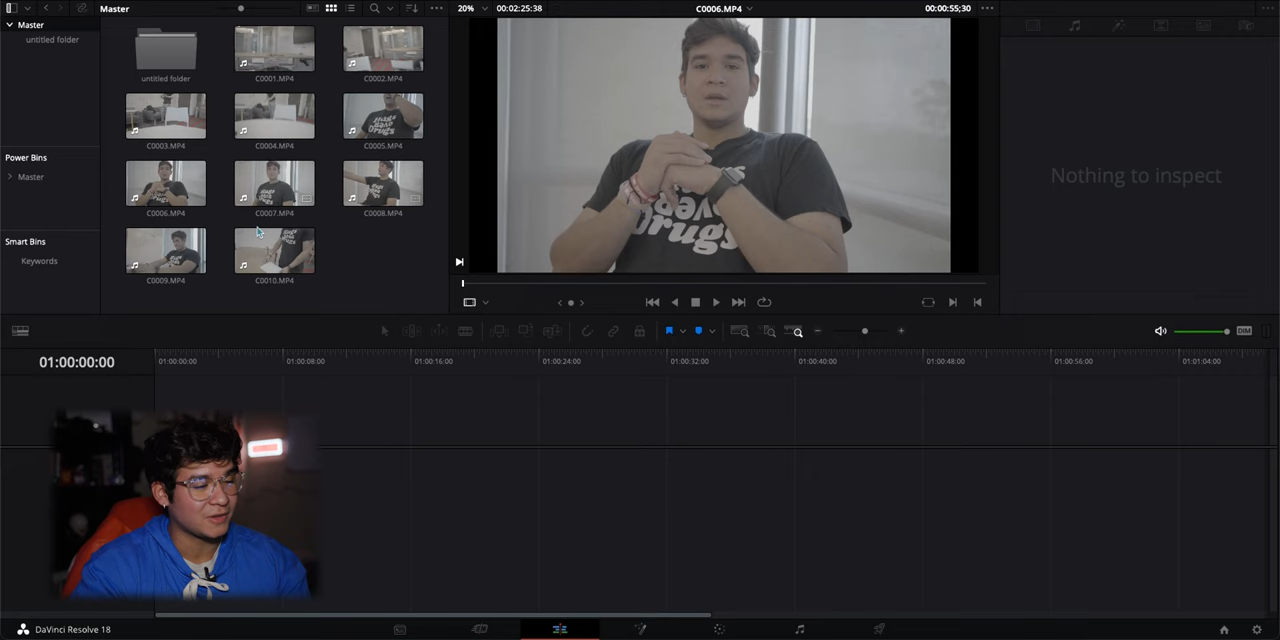 Master
20%
00:02:25:38
C0006.MP4
00:00:55;30
Master
untitled folder
untitled folder
C0001.MP4
C0002.MP4
C0003.MP4
C0004.MP4
C0005.MP4
Power Bins
Master
C0006.MP4
C0007.MP4
C0008.MP4
Smart Bins
Keywords
C0009.MP4
C0010.MP4
Drugs
Nothing to inspect
DIM
01:00:00:00
01:00:00:00
01:00:08:00
01:00:16:00
01:00:24:00
01:00:32:00
01:00:40:00
01:00:48:00
01:00:56:00
01:01:04:00
DaVinci Resolve 18